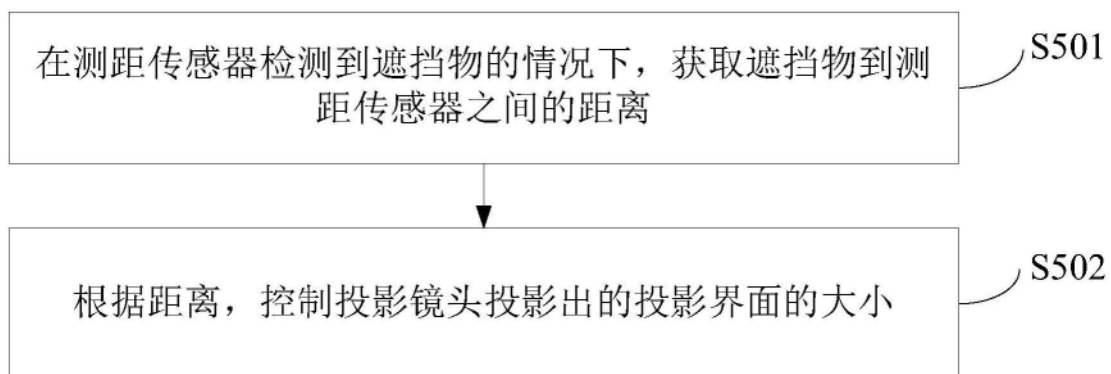 在测距传感器检测到遮挡物的情况下，获取遮挡物到测
距传感器之间的距离
S501
根据距离，控制投影镜头投影出的投影界面的大小
S502